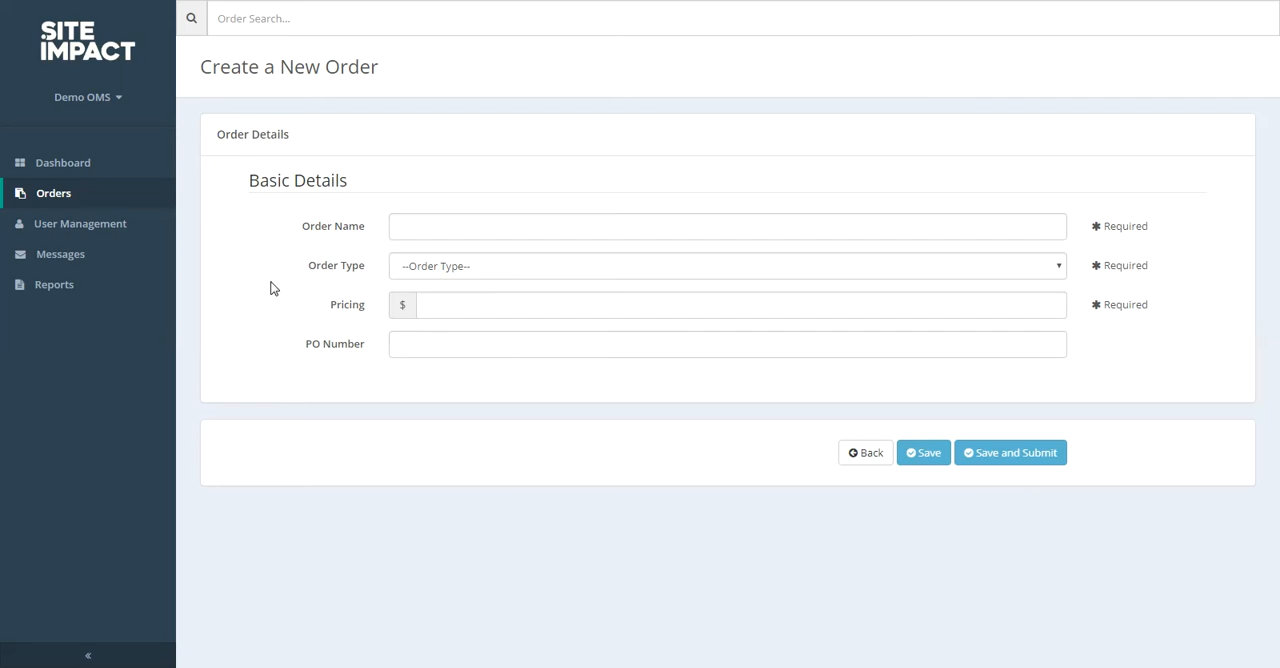 SITE
IMPACT
Demo OMS
Dashboard
Orders
User Management
Messages
Reports
«
Order Search...
Create a New Order
Order Details
Basic Details
Order Name
✱ Required
Order Type
--Order Type--
✱ Required
Pricing
$
✱ Required
PO Number
Back
Save
Save and Submit